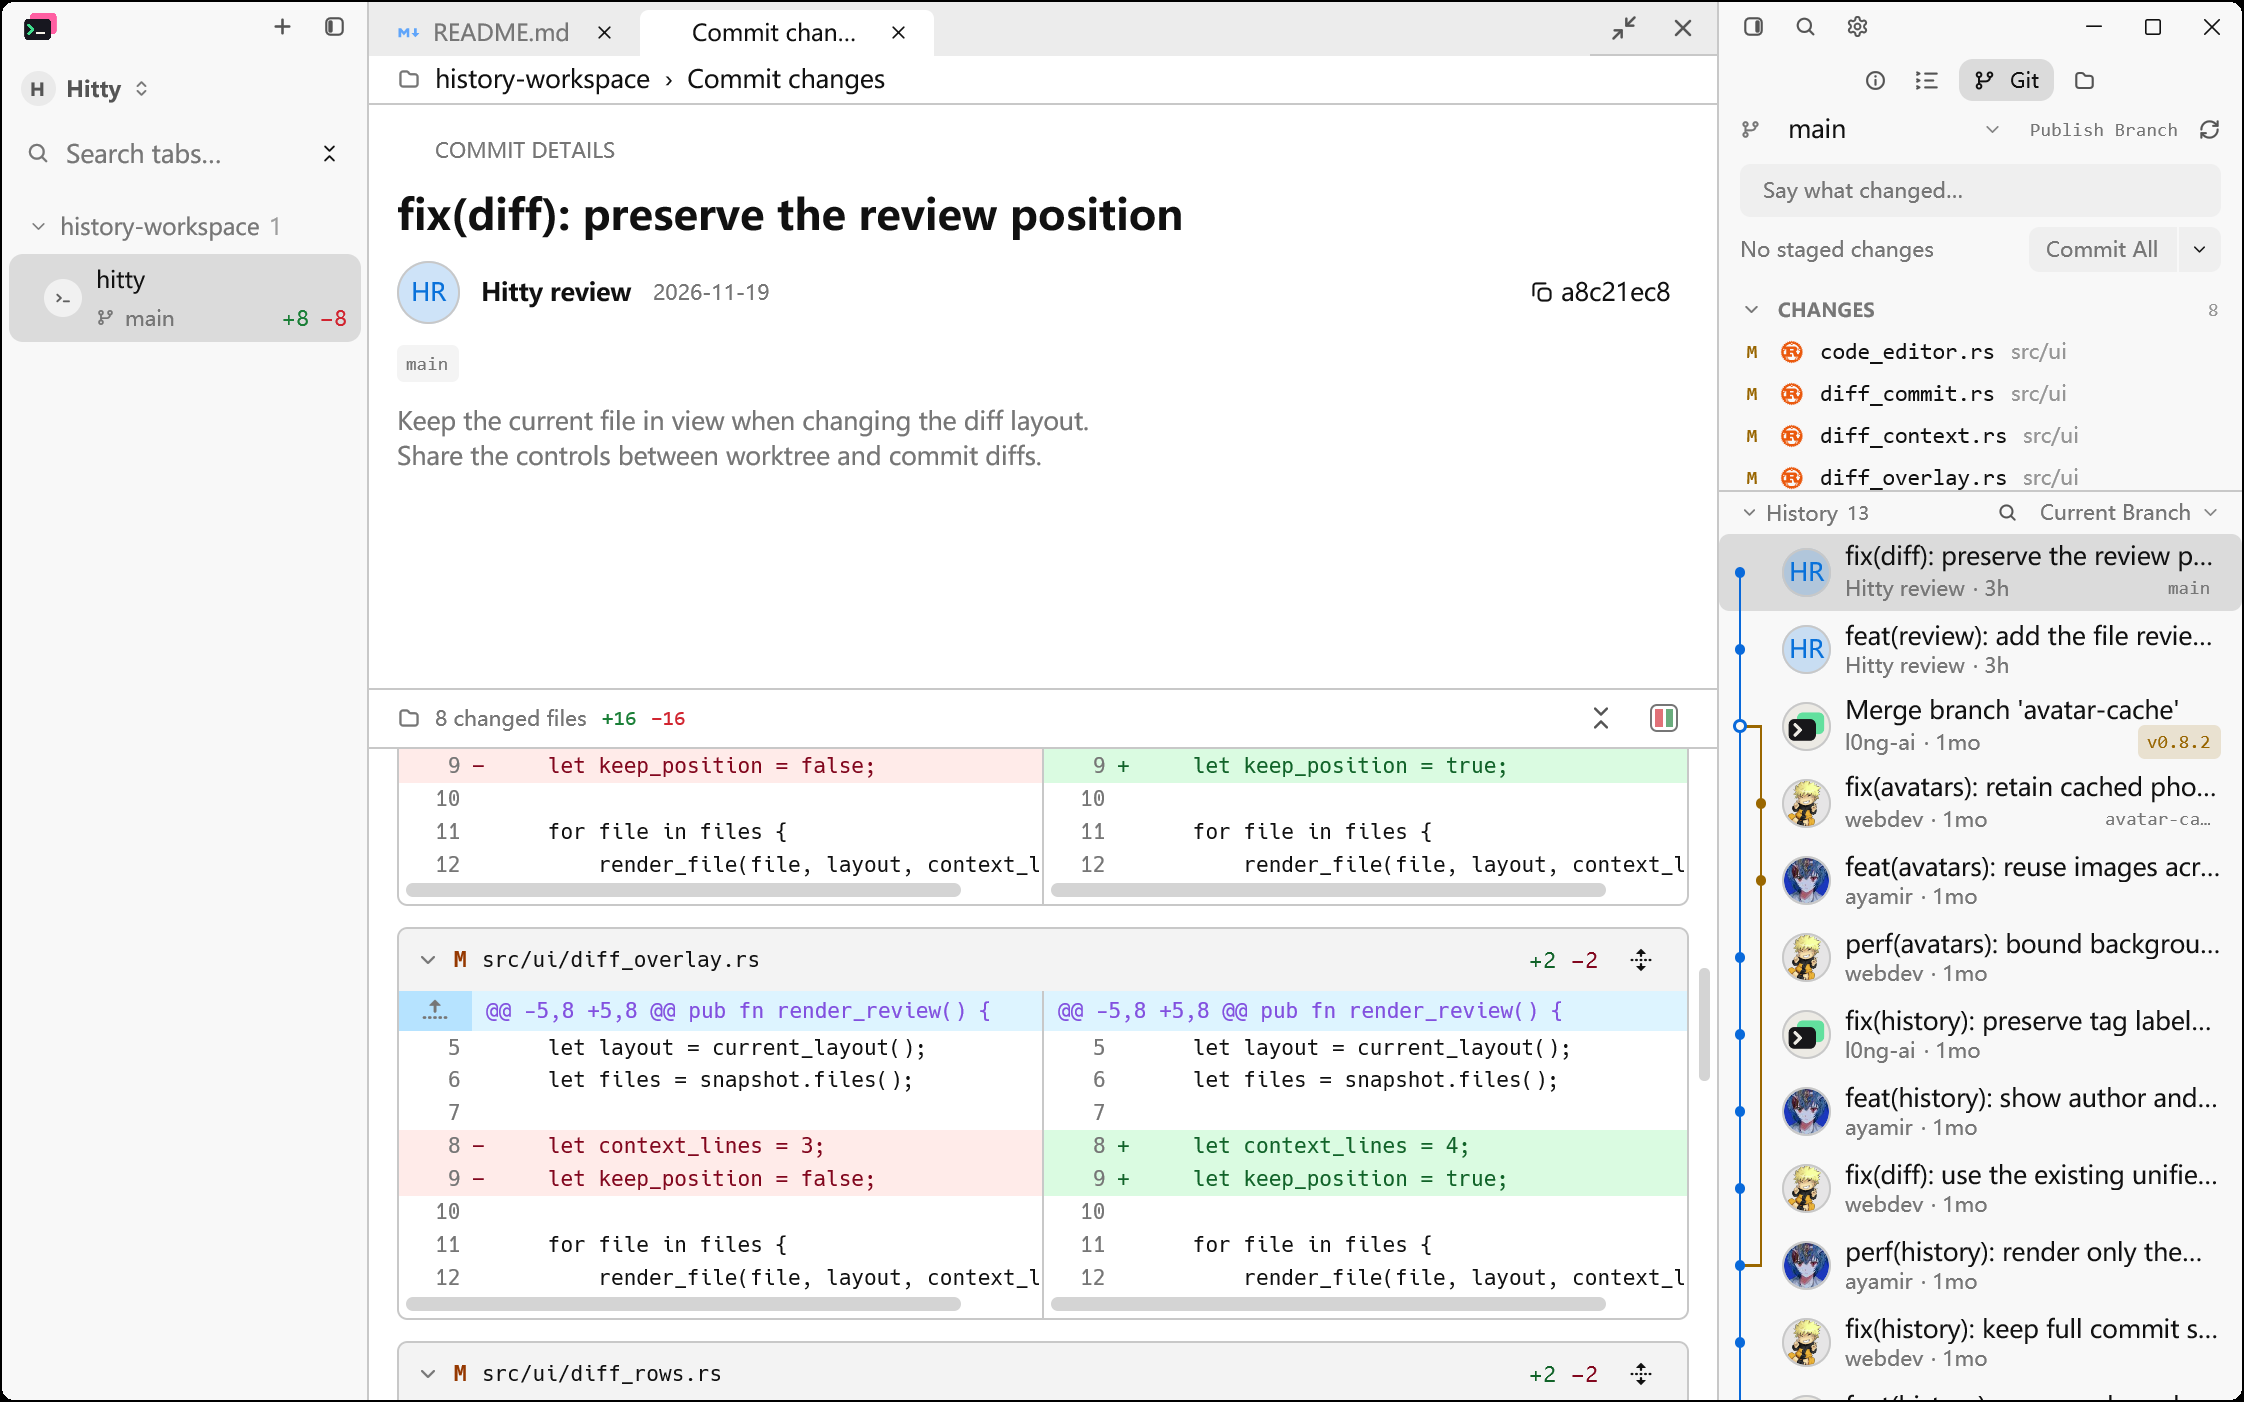 H Hitty
Search tabs...
history-workspace 1
hitty
main +8 −8
README.md
Commit chan...
history-workspace › Commit changes
COMMIT DETAILS
fix(diff): preserve the review position
HR Hitty review 2026-11-19 a8c21ec8
main
Keep the current file in view when changing the diff layout.
Share the controls between worktree and commit diffs.
8 changed files +16 −16
9 − let keep_position = false; 9 + let keep_position = true;
10 10
11 for file in files { 11 for file in files {
12 render_file(file, layout, context_l 12 render_file(file, layout, context_l
M src/ui/diff_overlay.rs +2 −2
@@ −5,8 +5,8 @@ pub fn render_review() { @@ −5,8 +5,8 @@ pub fn render_review() {
5 let layout = current_layout(); 5 let layout = current_layout();
6 let files = snapshot.files(); 6 let files = snapshot.files();
7 7
8 − let context_lines = 3; 8 + let context_lines = 4;
9 − let keep_position = false; 9 + let keep_position = true;
10 10
11 for file in files { 11 for file in files {
12 render_file(file, layout, context_l 12 render_file(file, layout, context_l
M src/ui/diff_rows.rs +2 −2
Git
main Publish Branch
Say what changed...
No staged changes Commit All
CHANGES 8
M code_editor.rs src/ui
M diff_commit.rs src/ui
M diff_context.rs src/ui
M diff_overlay.rs src/ui
History 13 Current Branch
HR fix(diff): preserve the review p...
Hitty review · 3h main
HR feat(review): add the file revie...
Hitty review · 3h
Merge branch 'avatar-cache'
l0ng-ai · 1mo v0.8.2
fix(avatars): retain cached pho...
webdev · 1mo avatar-ca...
feat(avatars): reuse images acr...
ayamir · 1mo
perf(avatars): bound backgrou...
webdev · 1mo
fix(history): preserve tag label...
l0ng-ai · 1mo
feat(history): show author and...
ayamir · 1mo
fix(diff): use the existing unifie...
webdev · 1mo
perf(history): render only the...
ayamir · 1mo
fix(history): keep full commit s...
webdev · 1mo